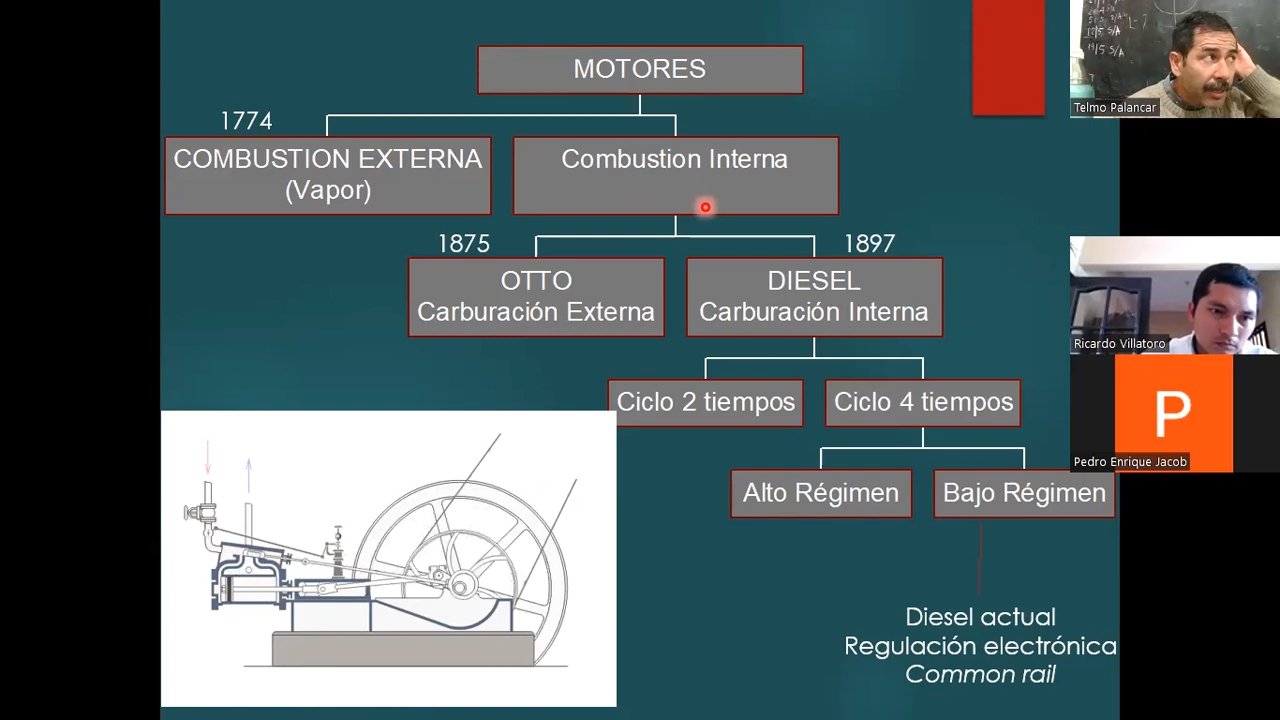 MOTORES
1774
COMBUSTION EXTERNA
(Vapor)
Combustion Interna
1875
1897
OTTO
Carburación Externa
DIESEL
Carburación Interna
Ciclo 2 tiempos
Ciclo 4 tiempos
Alto Régimen
Bajo Régimen
Diesel actual
Regulación electrónica
Common rail
Telmo Palancar
Ricardo Villatoro
P
Pedro Enrique Jacob